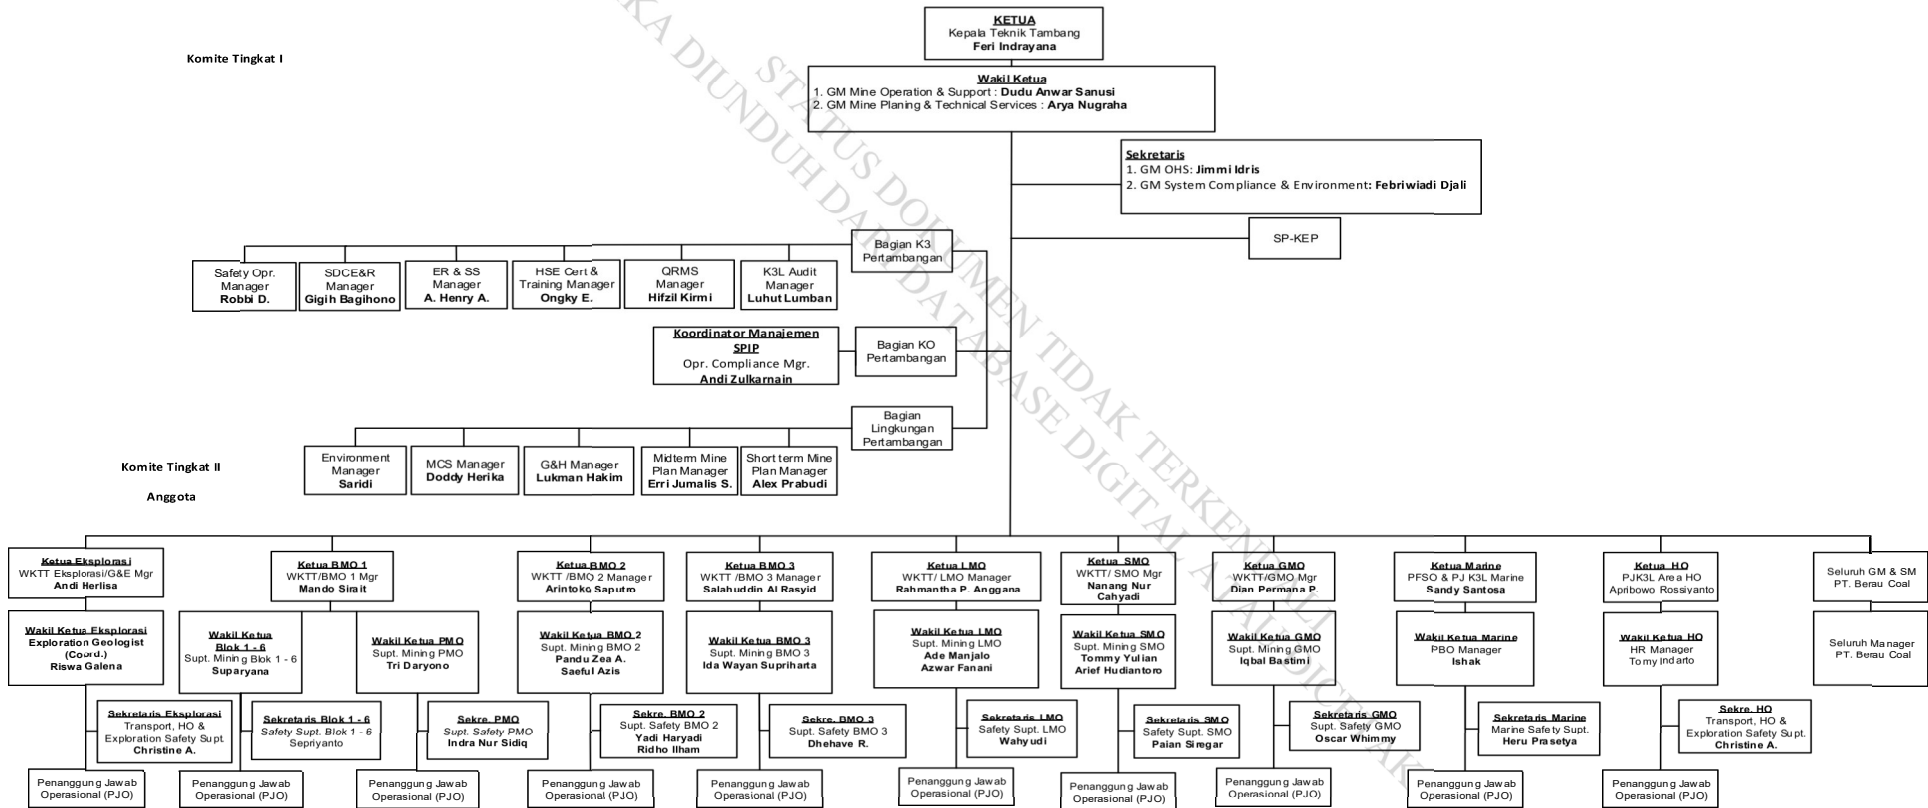 Komite Tingkat I
KETUA
Kepala Teknik Tambang
Feri Indrayana
Wakil Ketua
1. GM Mine Operation & Support : Dudu Anwar Sanusi
2. GM Mine Planing & Technical Services : Arya Nugraha
Sekretaris
1. GM OHS: Jimmi Idris
2. GM System Compliance & Environment: Febriwiadi Djali
SP-KEP
Bagian K3
Pertambangan
Safety Opr.
Manager
Robbi D.
SDCE&R
Manager
Gigih Bagihono
ER & SS
Manager
A. Henry A.
HSE Cert &
Training Manager
Ongky E.
QRMS
Manager
Hifzil Kirmi
K3L Audit
Manager
Luhut Lumban
Koordinator Manajemen
SPIP
Opr. Compliance Mgr.
Andi Zulkarnain
Bagian KO
Pertambangan
Bagian
Lingkungan
Pertambangan
Environment
Manager
Saridi
MCS Manager
Doddy Herika
G&H Manager
Lukman Hakim
Midterm Mine
Plan Manager
Erri Jumalis S.
Short term Mine
Plan Manager
Alex Prabudi
Komite Tingkat II
Anggota
Ketua Eksplorasi
WKTT Eksplorasi/G&E Mgr
Andi Herlisa
Ketua BMO 1
WKTT/BMO 1 Mgr
Mando Sirait
Ketua BMO 2
WKTT /BMO 2 Manager
Arintoko Saputro
Ketua BMO 3
WKTT /BMO 3 Manager
Salahuddin Al Rasyid
Ketua LMO
WKTT/ LMO Manager
Rahmantha P. Anggana
Ketua SMO
WKTT/ SMO Mgr
Nanang Nur
Cahyadi
Ketua GMO
WKTT/GMO Mgr
Dian Permana P.
Ketua Marine
PFSO & PJ K3L Marine
Sandy Santosa
Ketua HO
PJK3L Area HO
Apribowo Rossiyanto
Seluruh GM & SM
PT. Berau Coal
Wakil Ketua Eksplorasi
Exploration Geologist
(Coord.)
Riswa Galena
Wakil Ketua
Blok 1 - 6
Supt. Mining Blok 1 - 6
Suparyana
Wakil Ketua PMO
Supt. Mining PMO
Tri Daryono
Wakil Ketua BMO 2
Supt. Mining BMO 2
Pandu Zea A.
Saeful Azis
Wakil Ketua BMO 3
Supt. Mining BMO 3
Ida Wayan Supriharta
Wakil Ketua LMO
Supt. Mining LMO
Ade Manjalo
Azwar Fanani
Wakil Ketua SMO
Supt. Mining SMO
Tommy Yulian
Arief Hudiantoro
Wakil Ketua GMO
Supt. Mining GMO
Iqbal Bastimi
Wakil Ketua Marine
PBO Manager
Ishak
Wakil Ketua HO
HR Manager
Tomy Indarto
Seluruh Manager
PT. Berau Coal
Sekretaris Eksplorasi
Transport, HO &
Exploration Safety Supt.
Christine A.
Sekretaris Blok 1 - 6
Safety Supt. Blok 1 - 6
Sepriyanto
Sekre. PMO
Supt. Safety PMO
Indra Nur Sidiq
Sekre. BMO 2
Supt. Safety BMO 2
Yadi Haryadi
Ridho Ilham
Sekre. BMO 3
Supt. Safety BMO 3
Dhehave R.
Sekretaris LMO
Safety Supt. LMO
Wahyudi
Sekretaris SMO
Safety Supt. SMO
Paian Siregar
Sekretaris GMO
Supt. Safety GMO
Oscar Whimmy
Sekretaris Marine
Marine Safety Supt.
Heru Prasetya
Sekre. HO
Transport, HO &
Exploration Safety Supt.
Christine A.
Penanggung Jawab
Operasional (PJO)
Penanggung Jawab
Operasional (PJO)
Penanggung Jawab
Operasional (PJO)
Penanggung Jawab
Operasional (PJO)
Penanggung Jawab
Operasional (PJO)
Penanggung Jawab
Operasional (PJO)
Penanggung Jawab
Operasional (PJO)
Penanggung Jawab
Operasional (PJO)
Penanggung Jawab
Operasional (PJO)
Penanggung Jawab
Operasional (PJO)
STATUS DOKUMEN TIDAK TERKENDALI
DIUNDUH DARI DATABASE DIGITAL ATAU DICETAK